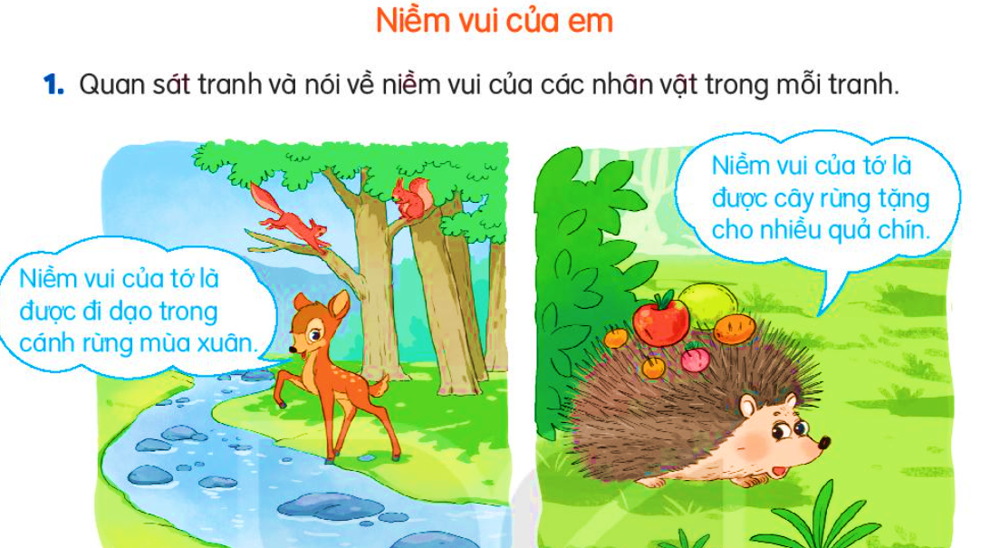 Niềm vui của em
1. Quan sát tranh và nói về niềm vui của các nhân vật trong mỗi tranh.
Niềm vui của tớ là
được cây rừng tặng
cho nhiều quả chín.
Niềm vui của tớ là
được đi dạo trong
cánh rừng mùa xuân.